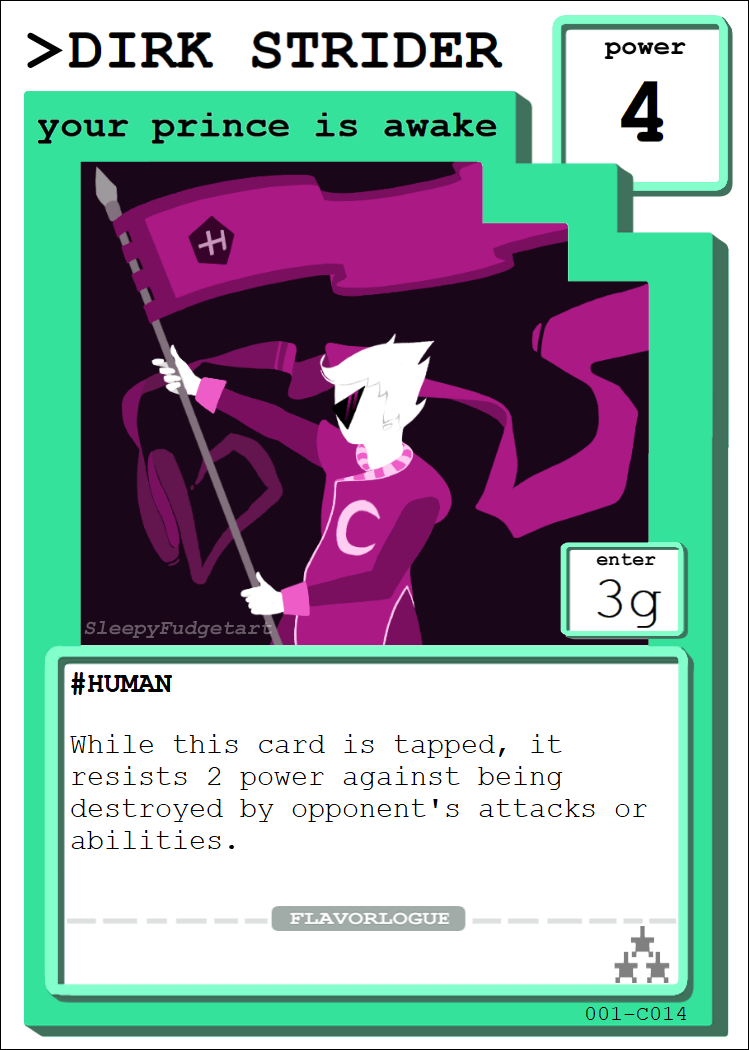 >DIRK STRIDER
power
4
your prince is awake
C
enter
3g
SleepyFudgetart
#HUMAN
While this card is tapped, it
resists 2 power against being
destroyed by opponent's attacks or
abilities.
FLAVORLOGUE
001-C014